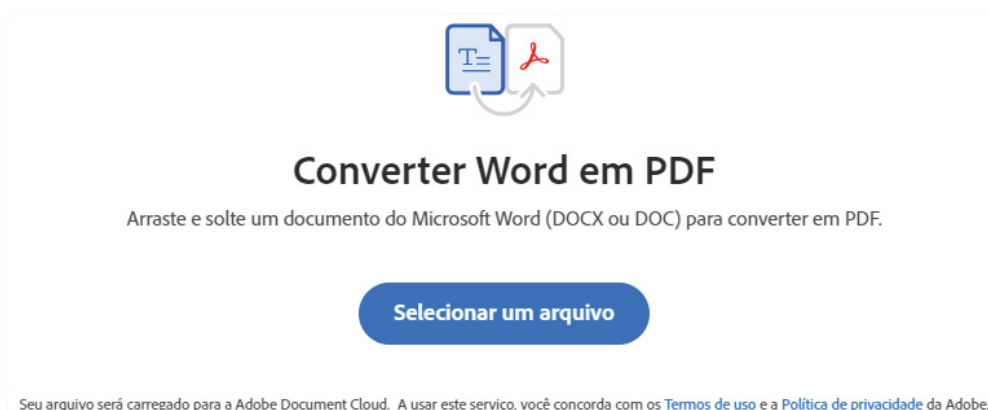 T
Converter Word em PDF
Arraste e solte um documento do Microsoft Word (DOCX ou DOC) para converter em PDF.
Selecionar um arquivo
Seu arquivo será carregado para a Adobe Document Cloud. A usar este serviço, você concorda com os Termos de uso e a Política de privacidade da Adobe.